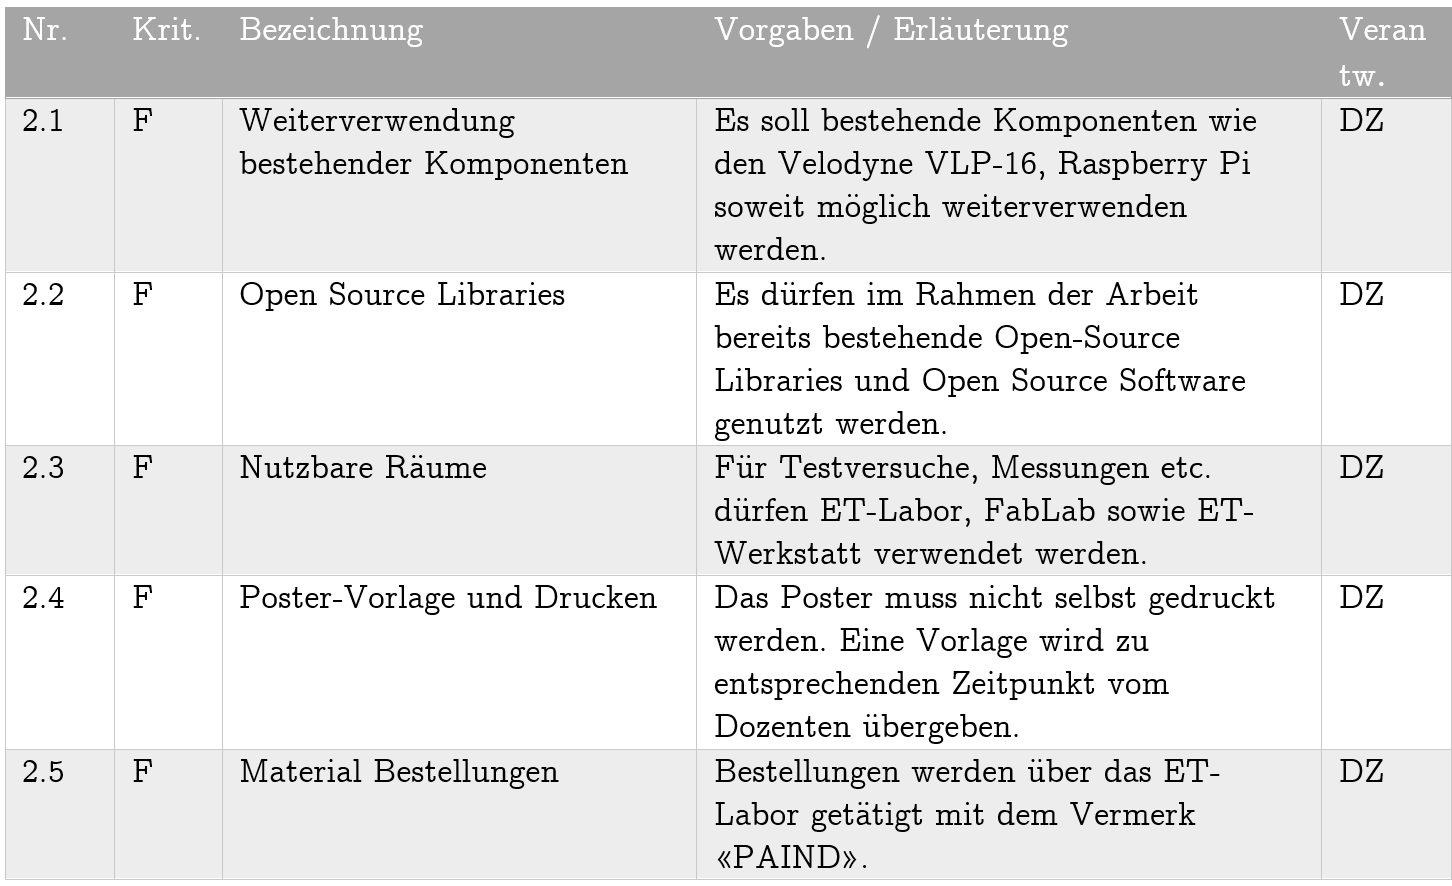 Nr. Krit. Bezeichnung Vorgaben / Erläuterung Veran
tw.
2.1 F Weiterverwendung Es soll bestehende Komponenten wie DZ
bestehender Komponenten den Velodyne VLP-16, Raspberry Pi
soweit möglich weiterverwenden
werden.
2.2 F Open Source Libraries Es dürfen im Rahmen der Arbeit DZ
bereits bestehende Open-Source
Libraries und Open Source Software
genutzt werden.
2.3 F Nutzbare Räume Für Testversuche, Messungen etc. DZ
dürfen ET-Labor, FabLab sowie ET-
Werkstatt verwendet werden.
2.4 F Poster-Vorlage und Drucken Das Poster muss nicht selbst gedruckt DZ
werden. Eine Vorlage wird zu
entsprechenden Zeitpunkt vom
Dozenten übergeben.
2.5 F Material Bestellungen Bestellungen werden über das ET- DZ
Labor getätigt mit dem Vermerk
«PAIND».